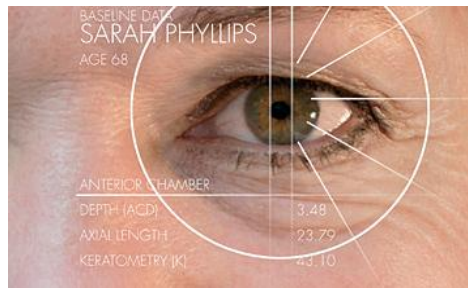 BASELINE DATA
SARAH PHYLLIPS
AGE 68
ANTERIOR CHAMBER
DEPTH (ACD) 3.48
AXIAL LENGTH 23.79
KERATOMETRY (K) 43.10